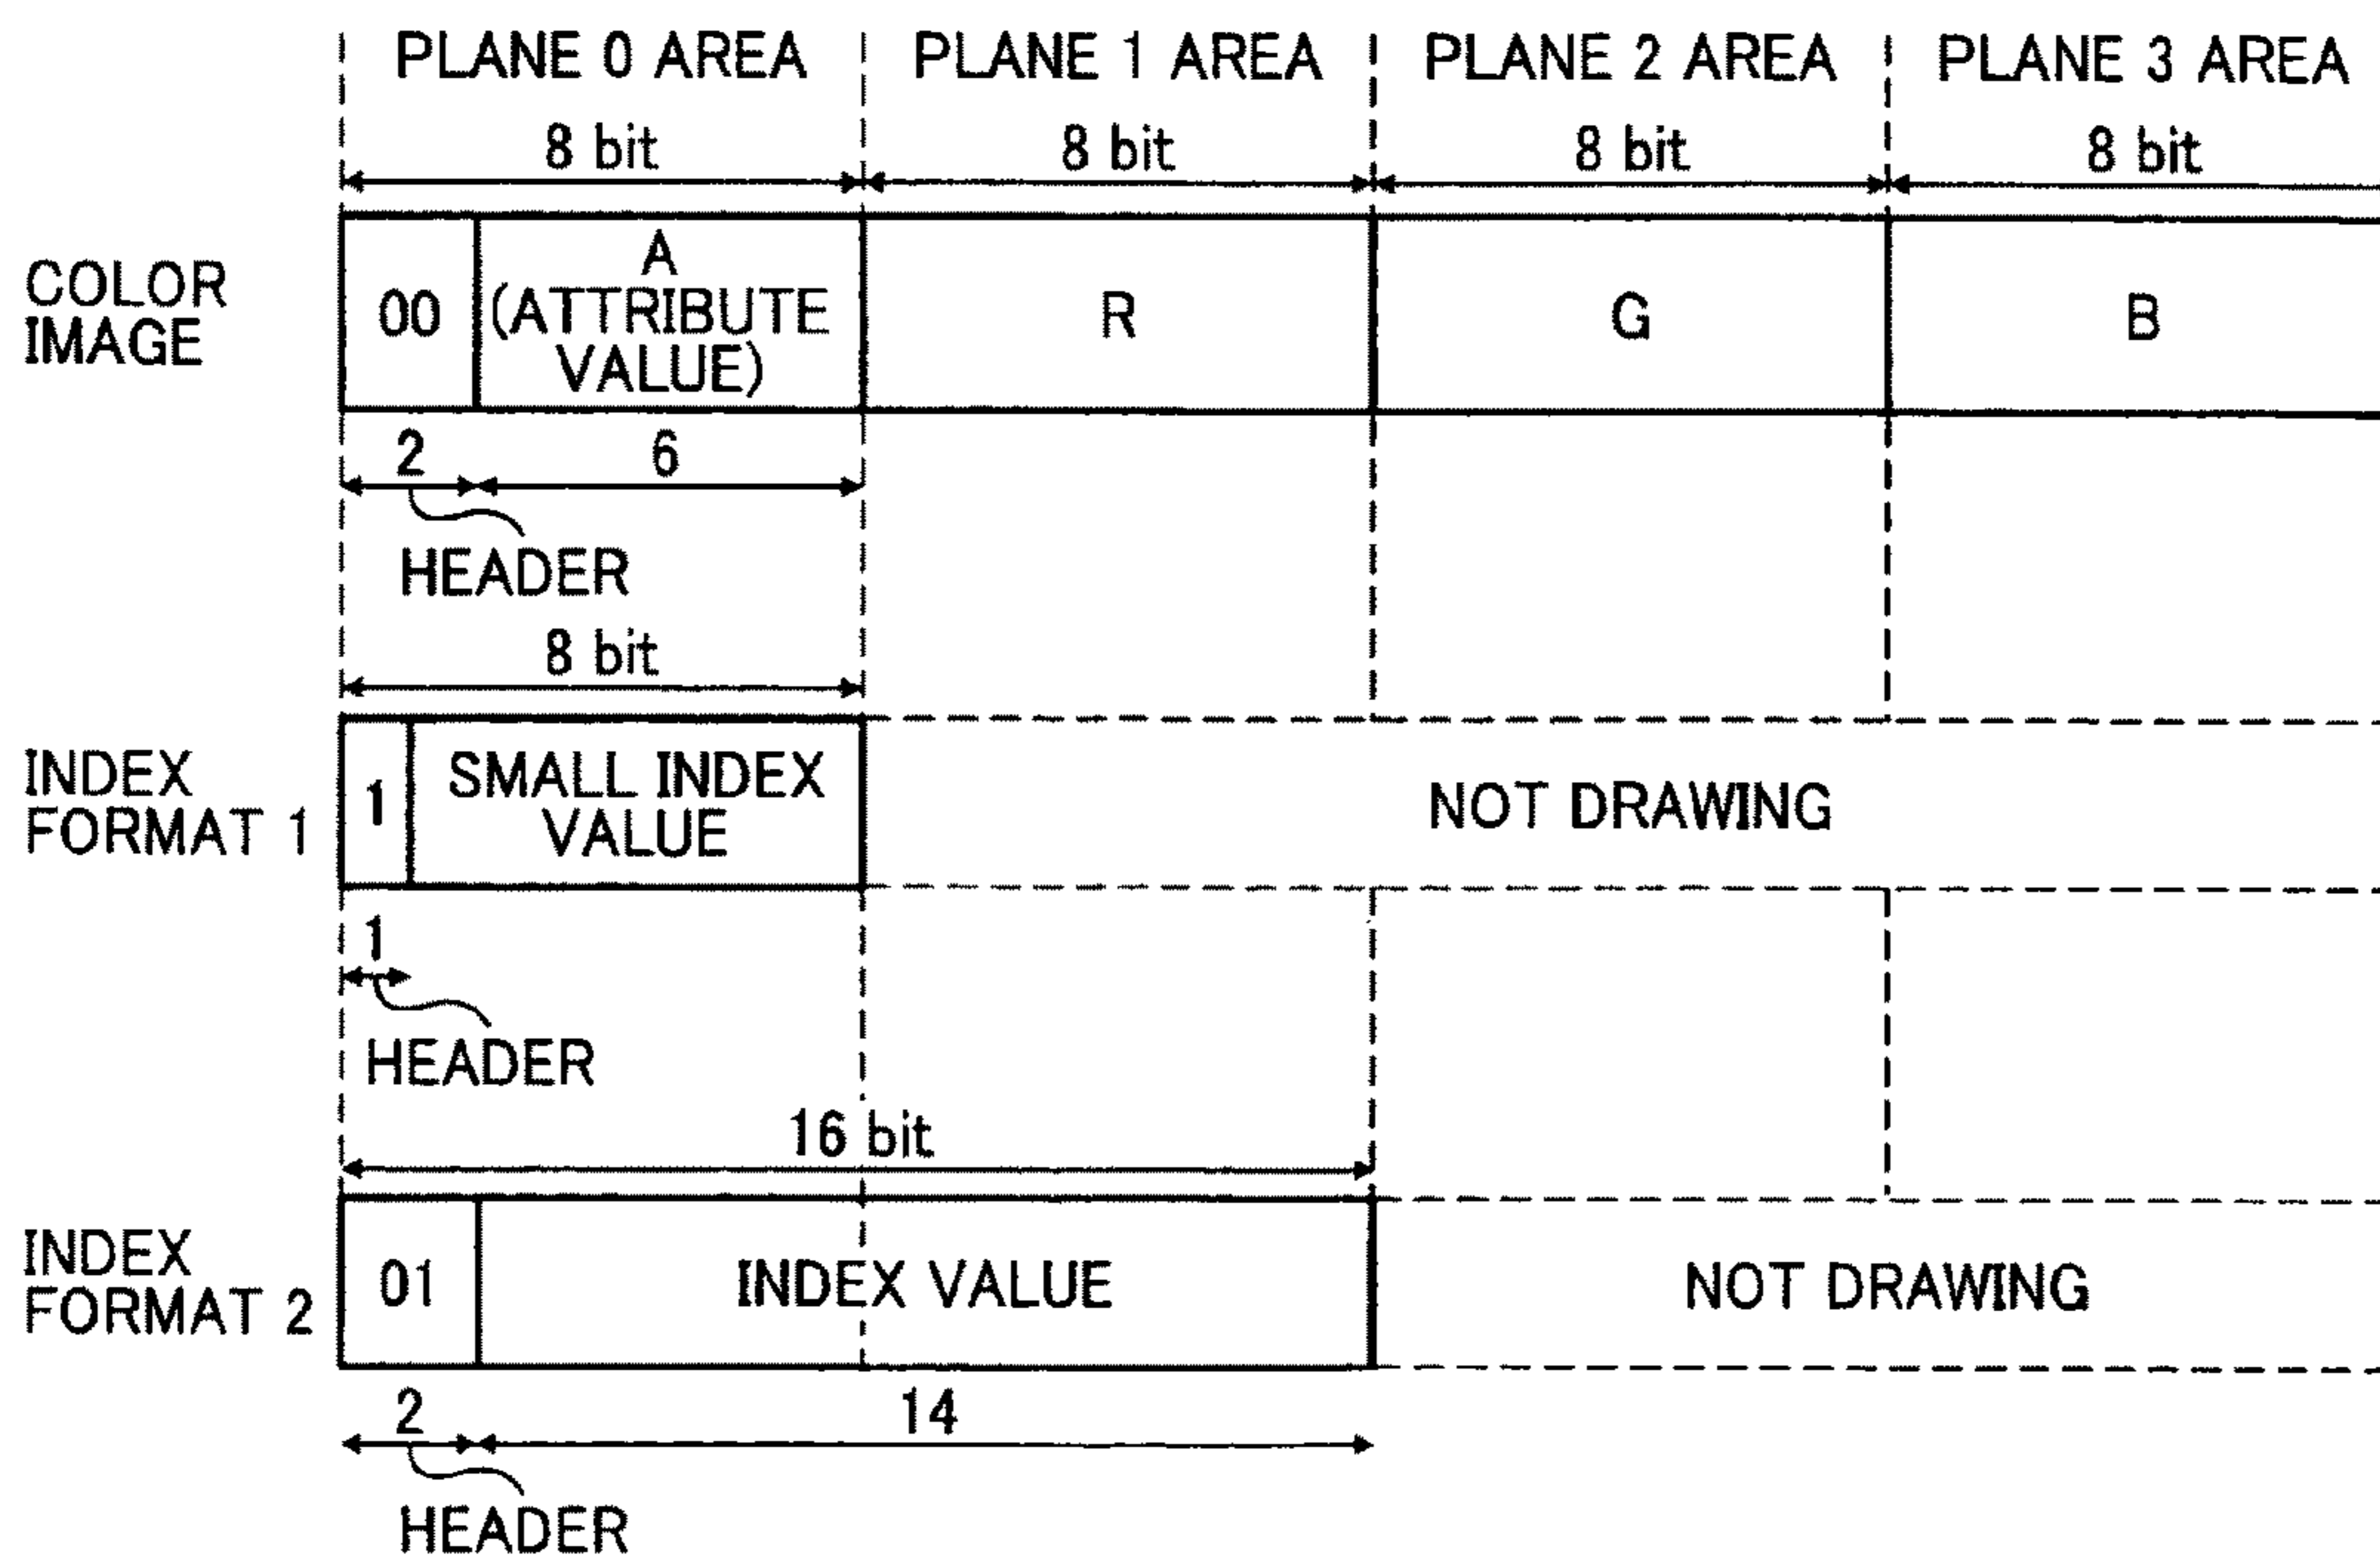 PLANE 0 AREA PLANE 1 AREA PLANE 2 AREA PLANE 3 AREA
8 bit 8 bit 8 bit 8 bit
COLOR
IMAGE
00
A
(ATTRIBUTE
VALUE)
R
G
B
2 6
HEADER
8 bit
INDEX
FORMAT 1
1
SMALL INDEX
VALUE
NOT DRAWING
1
HEADER
16 bit
INDEX
FORMAT 2
01
INDEX VALUE
NOT DRAWING
2 14
HEADER